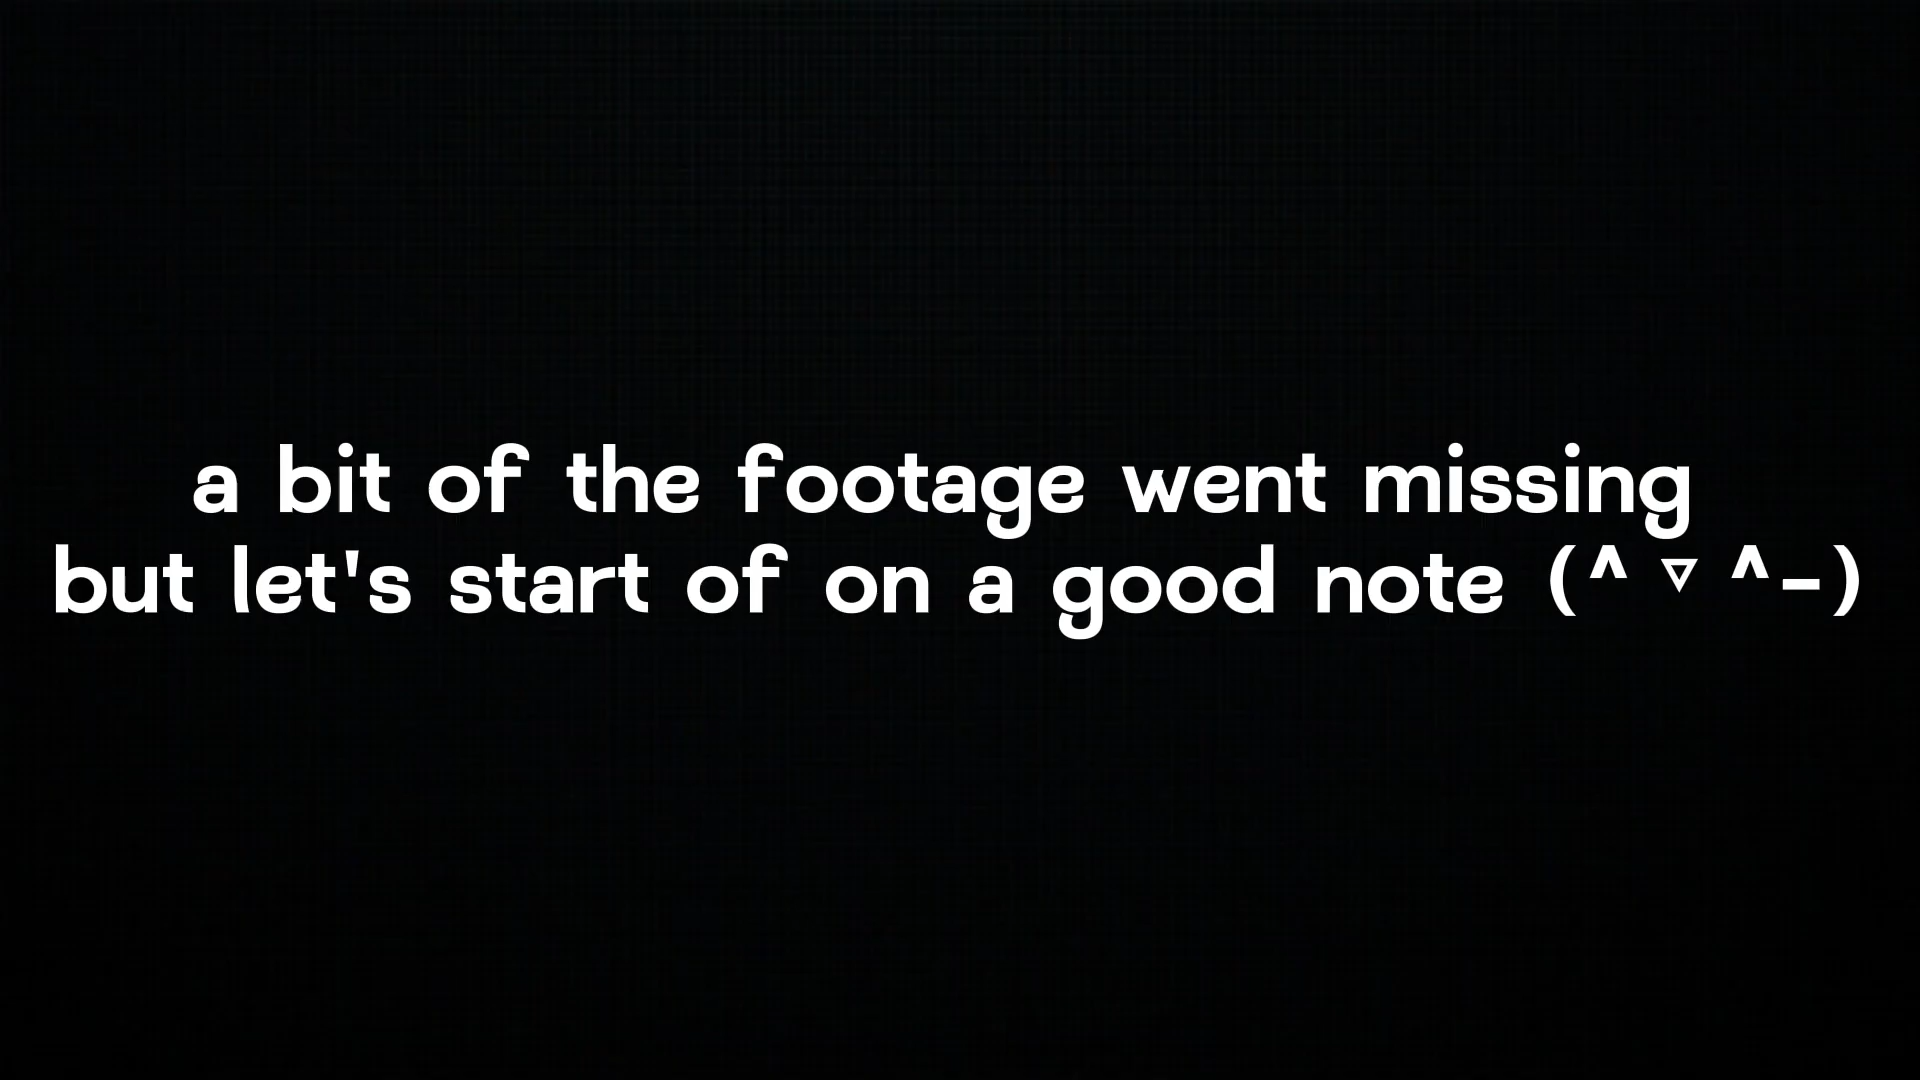 a bit of the footage went missing
but let's start of on a good note (^ ▿ ^-)